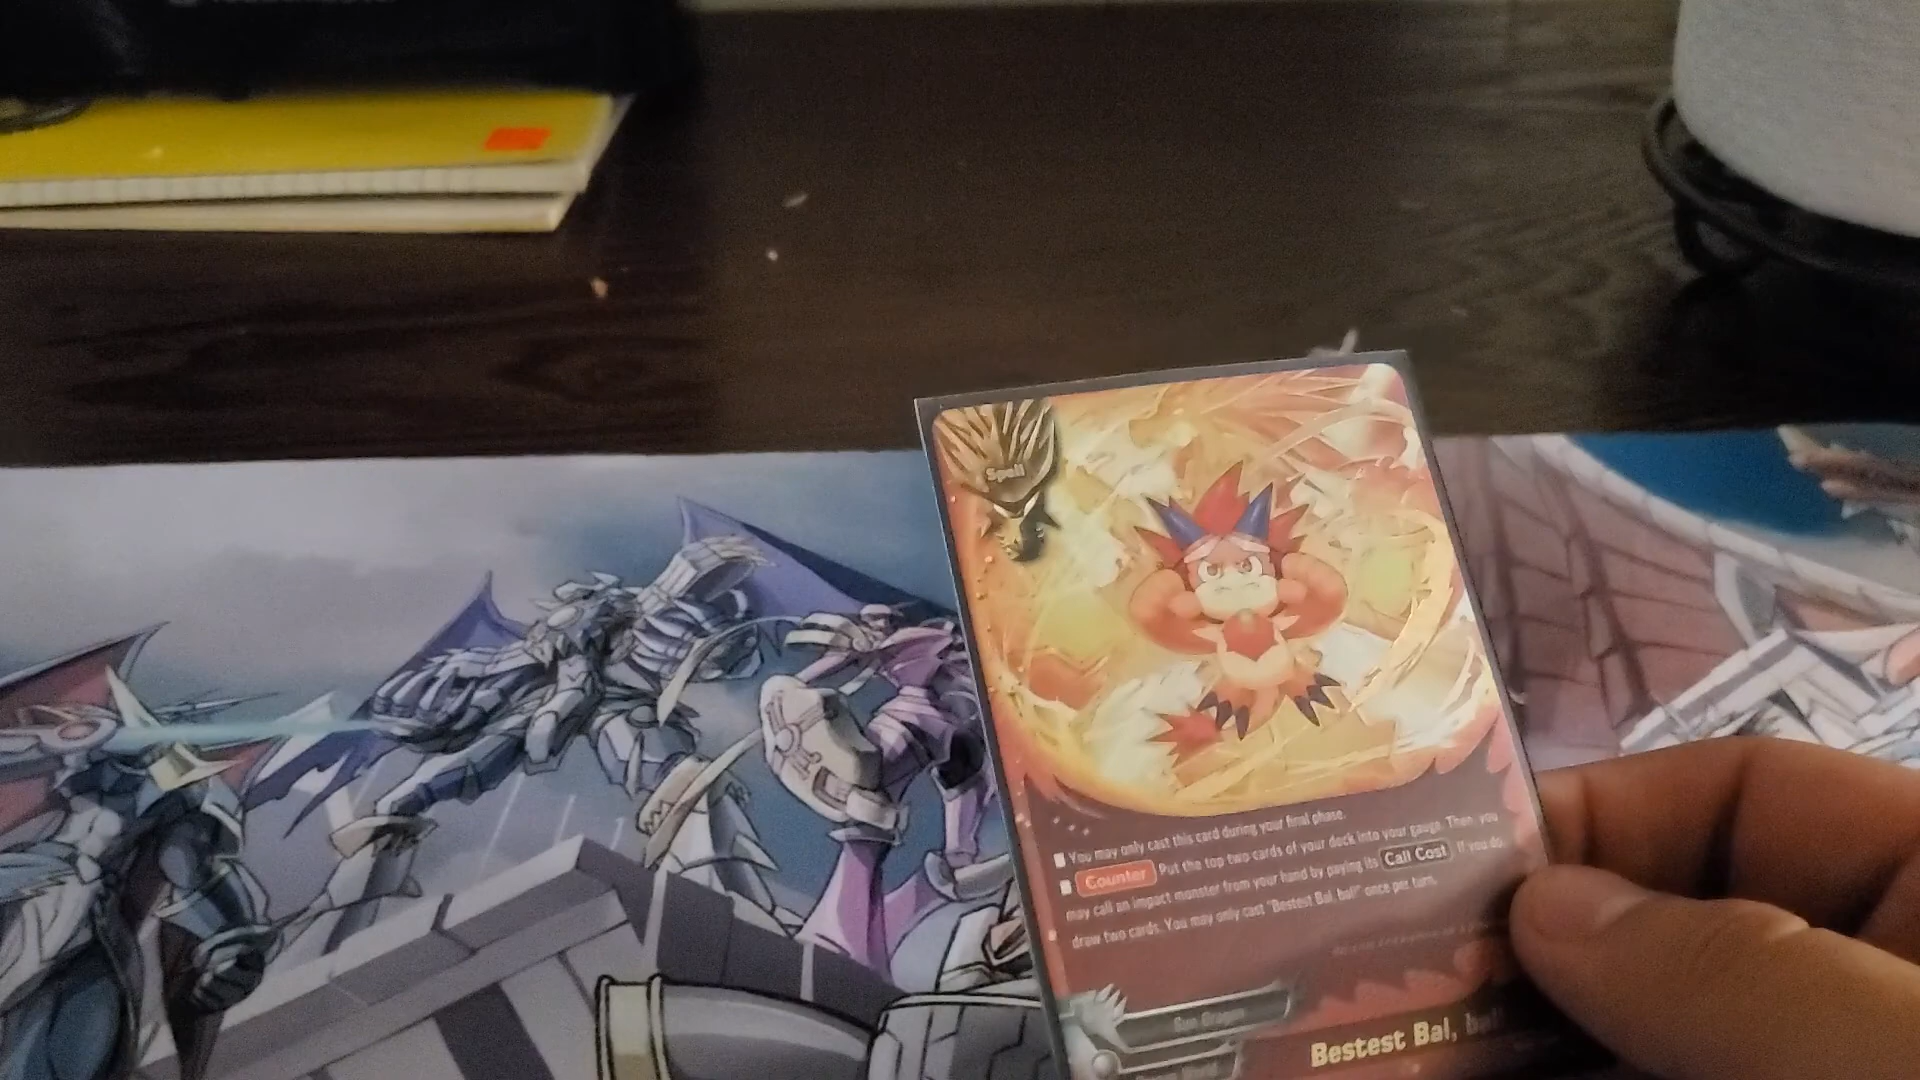 Spell
You may only cast this card during your final phase.
Counter Put the top two cards of your deck into your gauge. Then, you
may call an impact monster from your hand by paying its Call Cost. If you do,
draw two cards. You may only cast "Bestest Bal, bal!" once per turn.
Sun Dragon
Bestest Bal, bal!